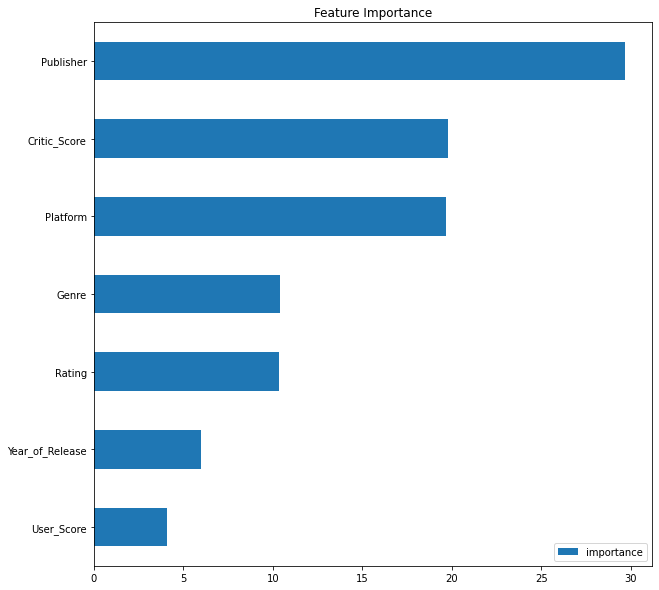 Feature Importance
Publisher
Critic_Score
Platform
Genre
Rating
Year_of_Release
User_Score
importance
0 5 10 15 20 25 30